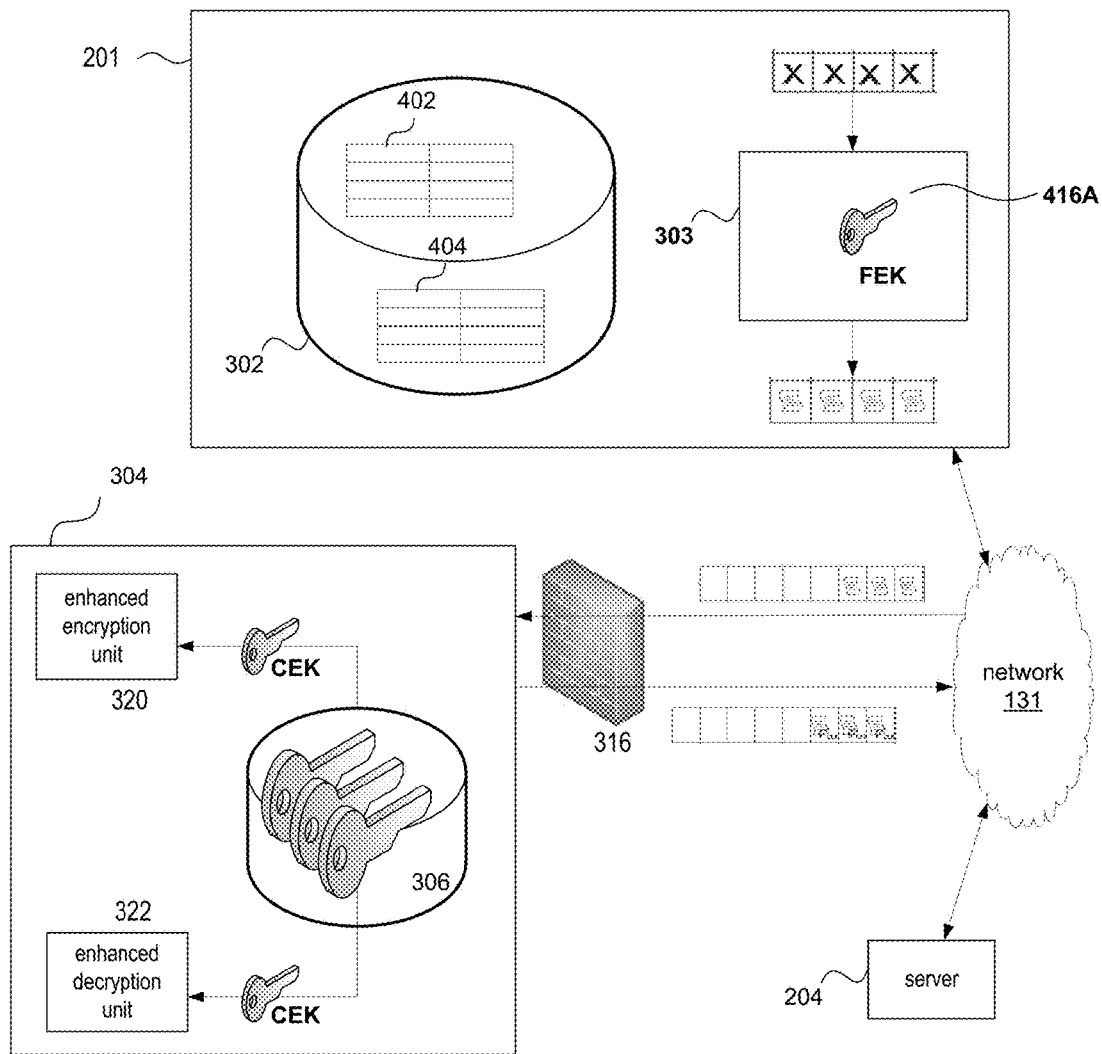 201
402
X X X X
416A
303
FEK
404
302
304
enhanced
encryption
unit
320
CEK
316
network
131
306
322
enhanced
decryption
unit
CEK
204
server